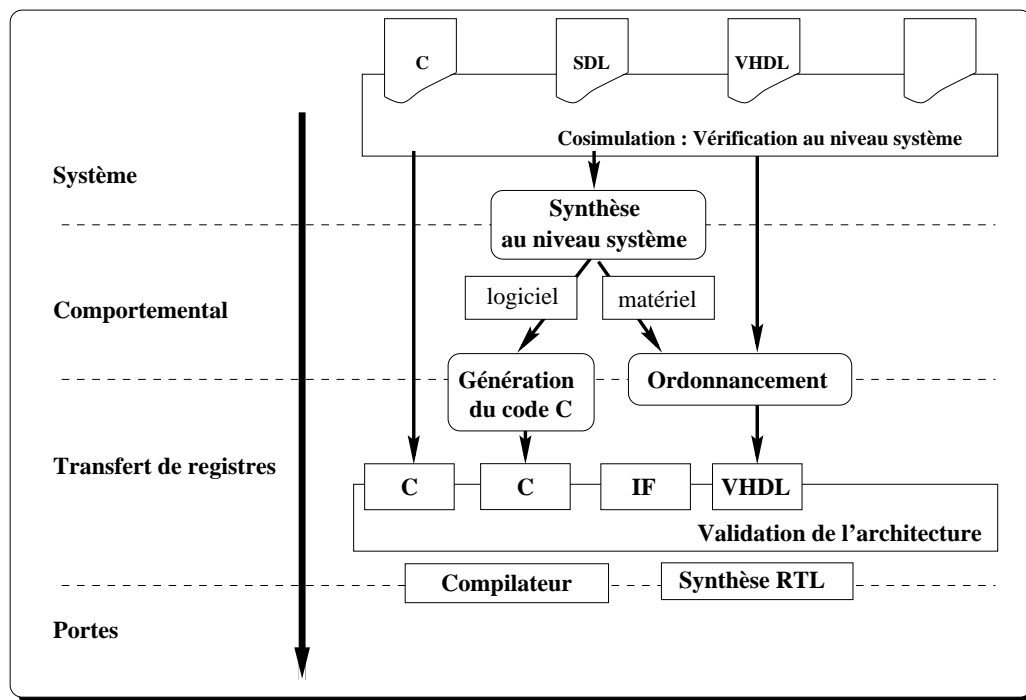 C
SDL
VHDL
Cosimulation : Vérification au niveau système
Système
Synthèse
au niveau système
logiciel
matériel
Comportemental
Génération
du code C
Ordonnancement
Transfert de registres
C
C
IF
VHDL
Validation de l'architecture
Compilateur
Synthèse RTL
Portes